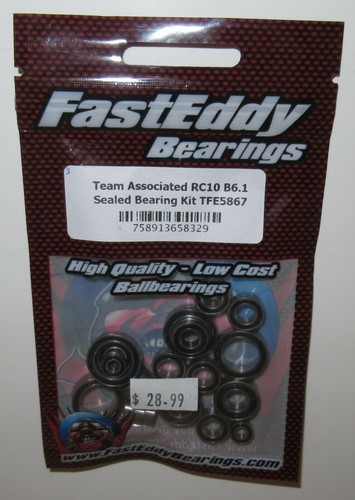 FastEddy
Bearings
Team Associated RC10 B6.1
Sealed Bearing Kit TFE5867
758913658329
High Quality - Low Cost
Ballbearings
$ 28.99
www.FastEddyBearings.com